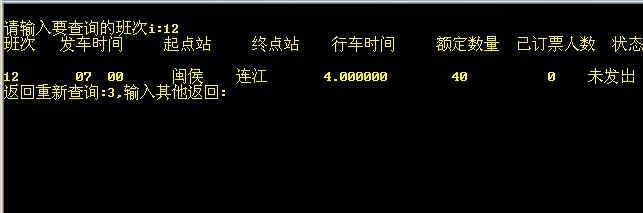 请输入要查询的班次i:12
班次 发车时间 起点站 终点站 行车时间 额定数量 已订票人数 状态
12 07 00 闽侯 连江 4.000000 40 0 未发出
返回重新查询:3,输入其他返回: